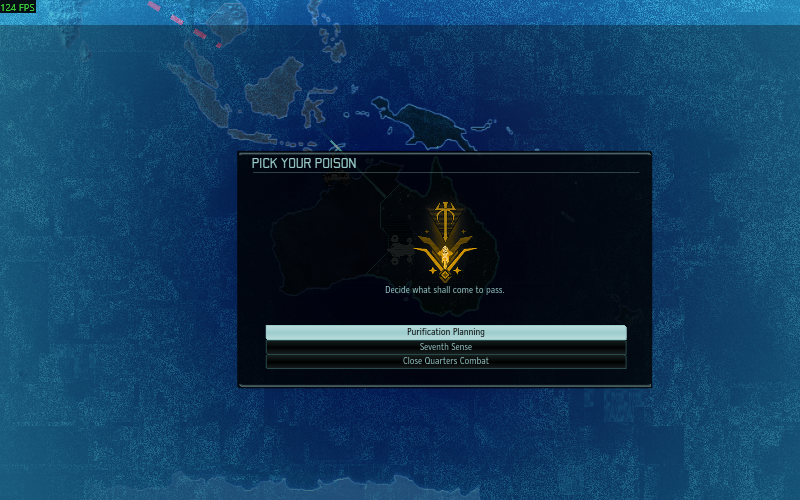 124 FPS
PICK YOUR POISON
Decide what shall come to pass.
Purification Planning
Seventh Sense
Close Quarters Combat